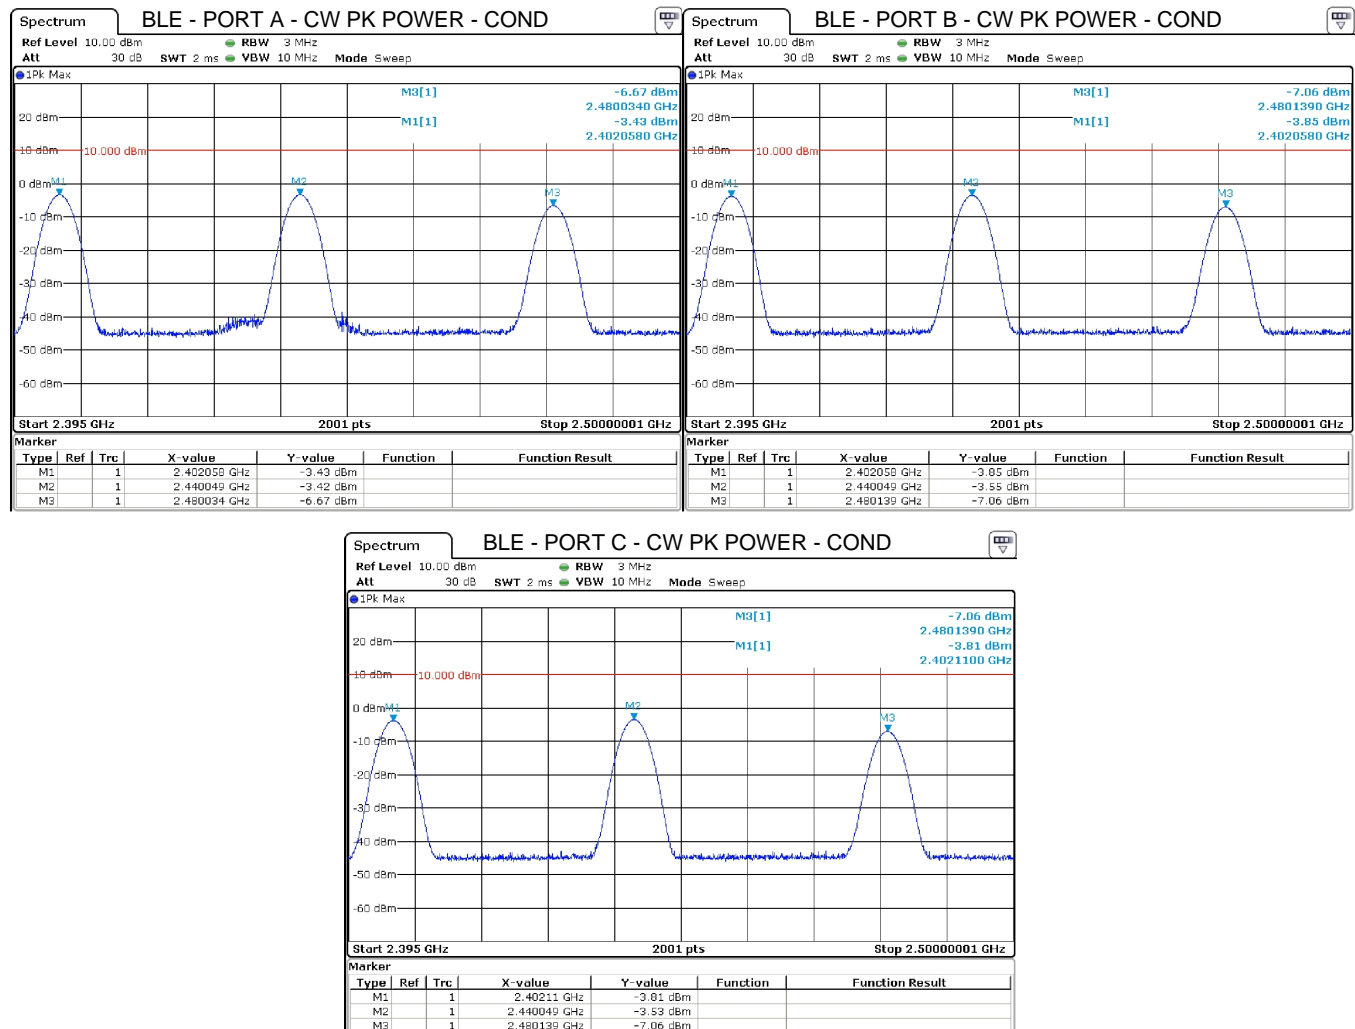 Spectrum BLE - PORT A - CW PK POWER - COND
Ref Level 10.00 dBm RBW 3 MHz
Att 30 dB SWT 2 ms VBW 10 MHz Mode Sweep
1Pk Max
M3[1] -6.67 dBm
2.4800340 GHz
M1[1] -3.43 dBm
2.4020580 GHz
20 dBm
10 dBm 10.000 dBm
0 dBm M1 M2 M3
-10 dBm
-20 dBm
-30 dBm
-40 dBm
-50 dBm
-60 dBm
Start 2.395 GHz 2001 pts Stop 2.50000001 GHz
Marker
Type Ref Trc X-value Y-value Function Function Result
M1 1 2.402058 GHz -3.43 dBm
M2 1 2.440049 GHz -3.42 dBm
M3 1 2.480034 GHz -6.67 dBm
Spectrum BLE - PORT B - CW PK POWER - COND
Ref Level 10.00 dBm RBW 3 MHz
Att 30 dB SWT 2 ms VBW 10 MHz Mode Sweep
1Pk Max
M3[1] -7.06 dBm
2.4801390 GHz
M1[1] -3.85 dBm
2.4020580 GHz
20 dBm
10 dBm 10.000 dBm
0 dBm M1 M2 M3
-10 dBm
-20 dBm
-30 dBm
-40 dBm
-50 dBm
-60 dBm
Start 2.395 GHz 2001 pts Stop 2.50000001 GHz
Marker
Type Ref Trc X-value Y-value Function Function Result
M1 1 2.402058 GHz -3.85 dBm
M2 1 2.440049 GHz -3.55 dBm
M3 1 2.480139 GHz -7.06 dBm
Spectrum BLE - PORT C - CW PK POWER - COND
Ref Level 10.00 dBm RBW 3 MHz
Att 30 dB SWT 2 ms VBW 10 MHz Mode Sweep
1Pk Max
M3[1] -7.06 dBm
2.4801390 GHz
M1[1] -3.81 dBm
2.4021100 GHz
20 dBm
10 dBm 10.000 dBm
0 dBm M1 M2 M3
-10 dBm
-20 dBm
-30 dBm
-40 dBm
-50 dBm
-60 dBm
Start 2.395 GHz 2001 pts Stop 2.50000001 GHz
Marker
Type Ref Trc X-value Y-value Function Function Result
M1 1 2.40211 GHz -3.81 dBm
M2 1 2.440049 GHz -3.53 dBm
M3 1 2.480139 GHz -7.06 dBm